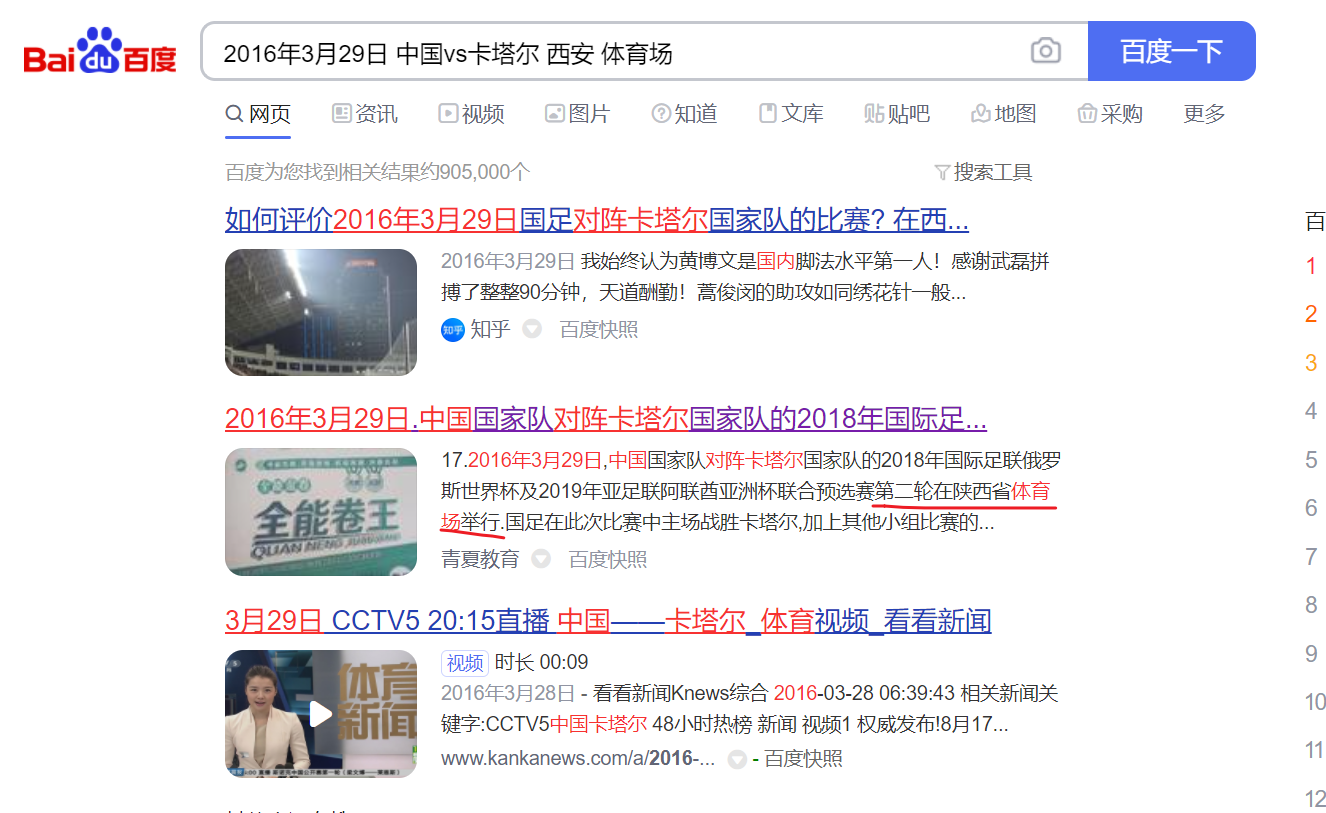 Bai du 百度
2016年3月29日 中国vs卡塔尔 西安 体育场
百度一下
网页 资讯 视频 图片 知道 文库 贴吧 地图 采购 更多
百度为您找到相关结果约905,000个
搜索工具
如何评价2016年3月29日国足对阵卡塔尔国家队的比赛? 在西...
2016年3月29日 我始终认为黄博文是国内脚法水平第一人！感谢武磊拼
搏了整整90分钟，天道酬勤！蒿俊闵的助攻如同绣花针一般...
知乎 知乎 百度快照
2016年3月29日.中国国家队对阵卡塔尔国家队的2018年国际足...
全能卷王
QUAN NENG JUAN WANG
17.2016年3月29日,中国国家队对阵卡塔尔国家队的2018年国际足联俄罗
斯世界杯及2019年亚足联阿联酋亚洲杯联合预选赛第二轮在陕西省体育
场举行.国足在此次比赛中主场战胜卡塔尔,加上其他小组比赛的...
青夏教育 百度快照
3月29日 CCTV5 20:15直播 中国——卡塔尔_体育视频_看看新闻
体育
新闻
视频 时长 00:09
2016年3月28日 - 看看新闻Knews综合 2016-03-28 06:39:43 相关新闻关
键字:CCTV5中国卡塔尔 48小时热榜 新闻 视频1 权威发布!8月17...
www.kankanews.com/a/2016-... - 百度快照
百
1
2
3
4
5
6
7
8
9
10
11
12